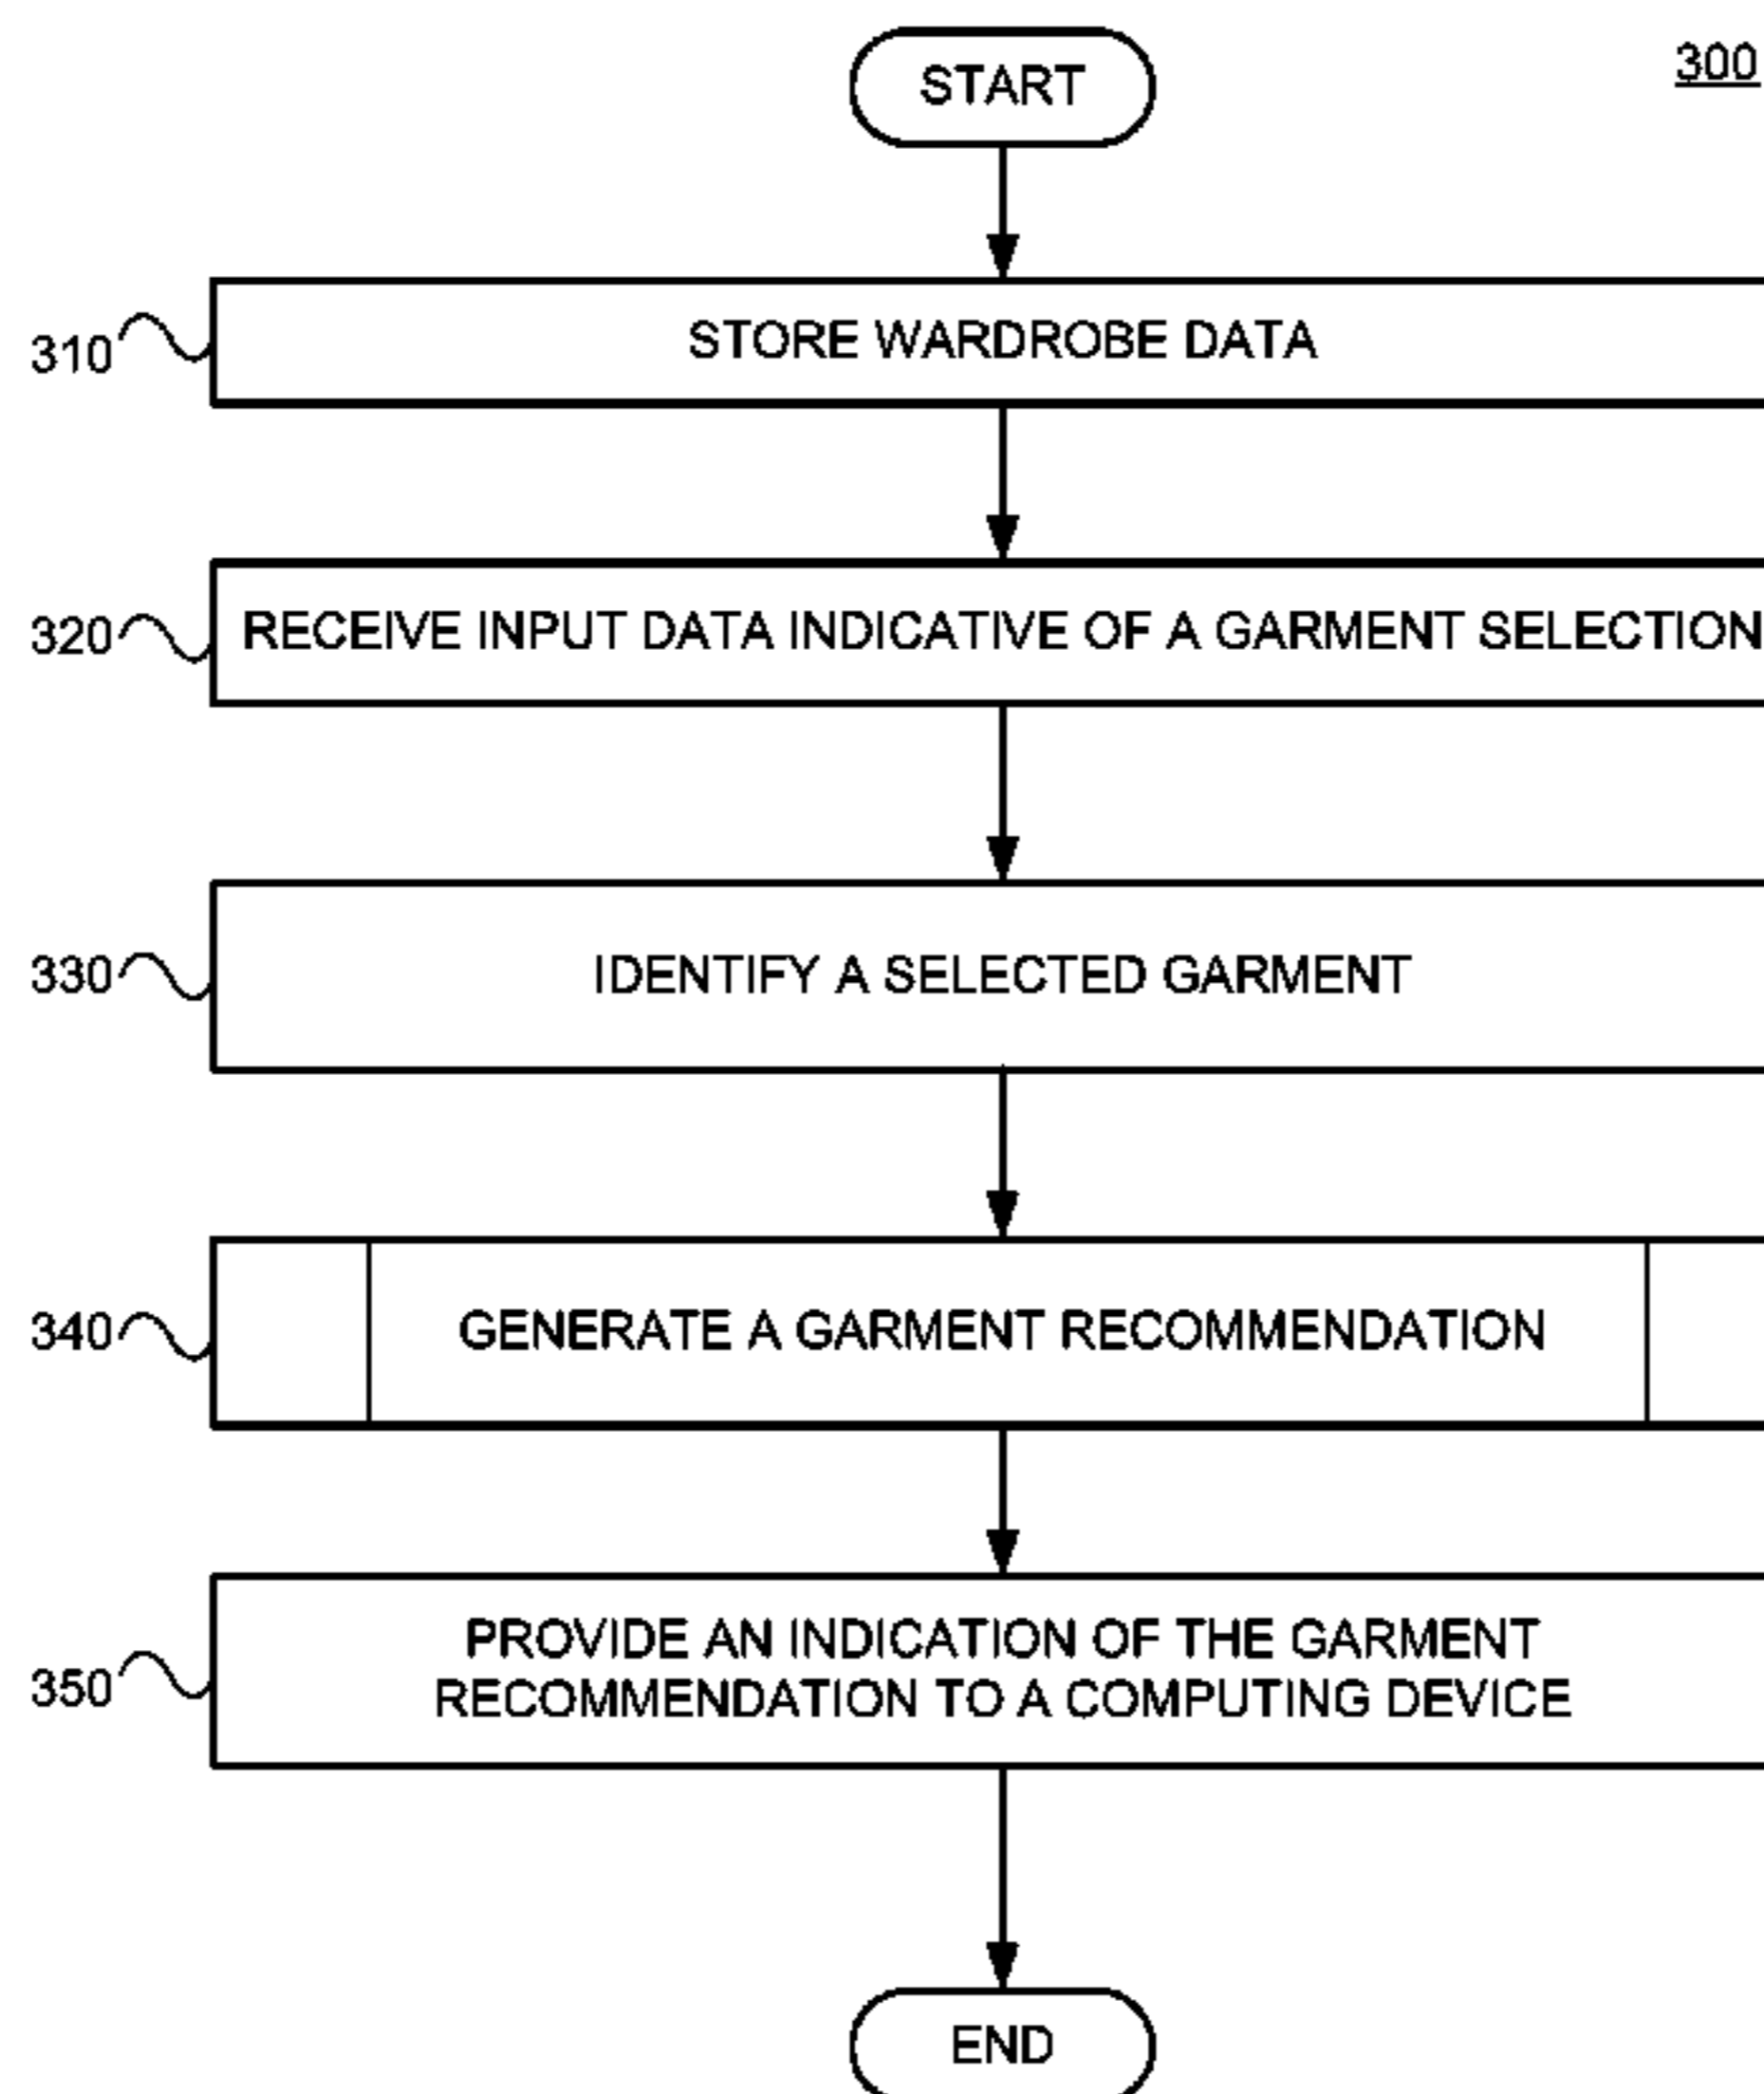 START
300
310
STORE WARDROBE DATA
320
RECEIVE INPUT DATA INDICATIVE OF A GARMENT SELECTION
330
IDENTIFY A SELECTED GARMENT
340
GENERATE A GARMENT RECOMMENDATION
350
PROVIDE AN INDICATION OF THE GARMENT
RECOMMENDATION TO A COMPUTING DEVICE
END